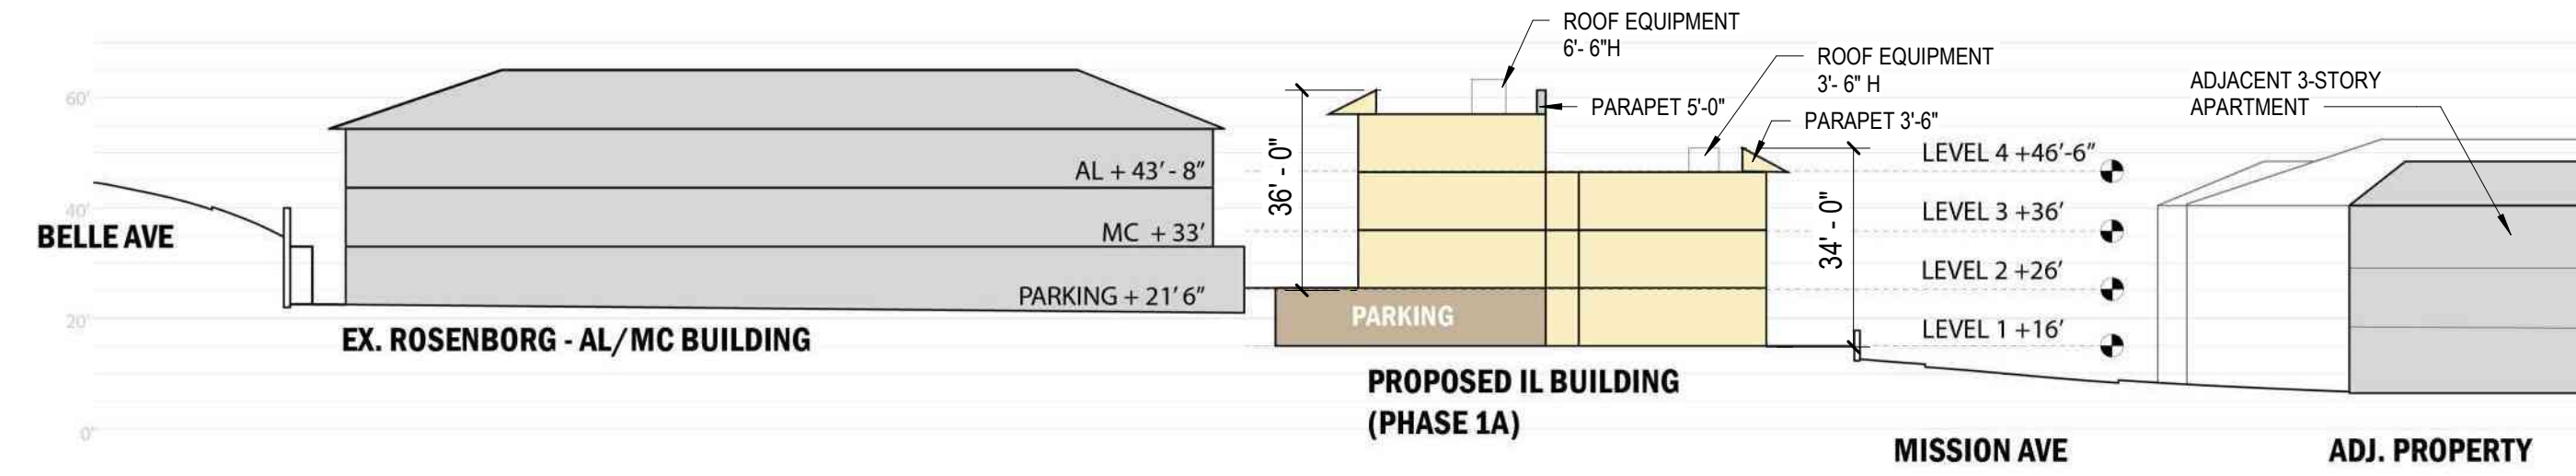 ROOF EQUIPMENT
6'- 6"H
ROOF EQUIPMENT
3'- 6" H
ADJACENT 3-STORY
APARTMENT
60'
PARAPET 5'-0"
PARAPET 3'-6"
36' - 0"
LEVEL 4 +46'-6"
AL + 43' - 8"
40'
BELLE AVE
MC + 33'
34' - 0"
LEVEL 3 +36'
LEVEL 2 +26'
PARKING + 21' 6"
PARKING
20'
LEVEL 1 +16'
EX. ROSENBORG - AL/MC BUILDING
PROPOSED IL BUILDING
(PHASE 1A)
0'
MISSION AVE
ADJ. PROPERTY